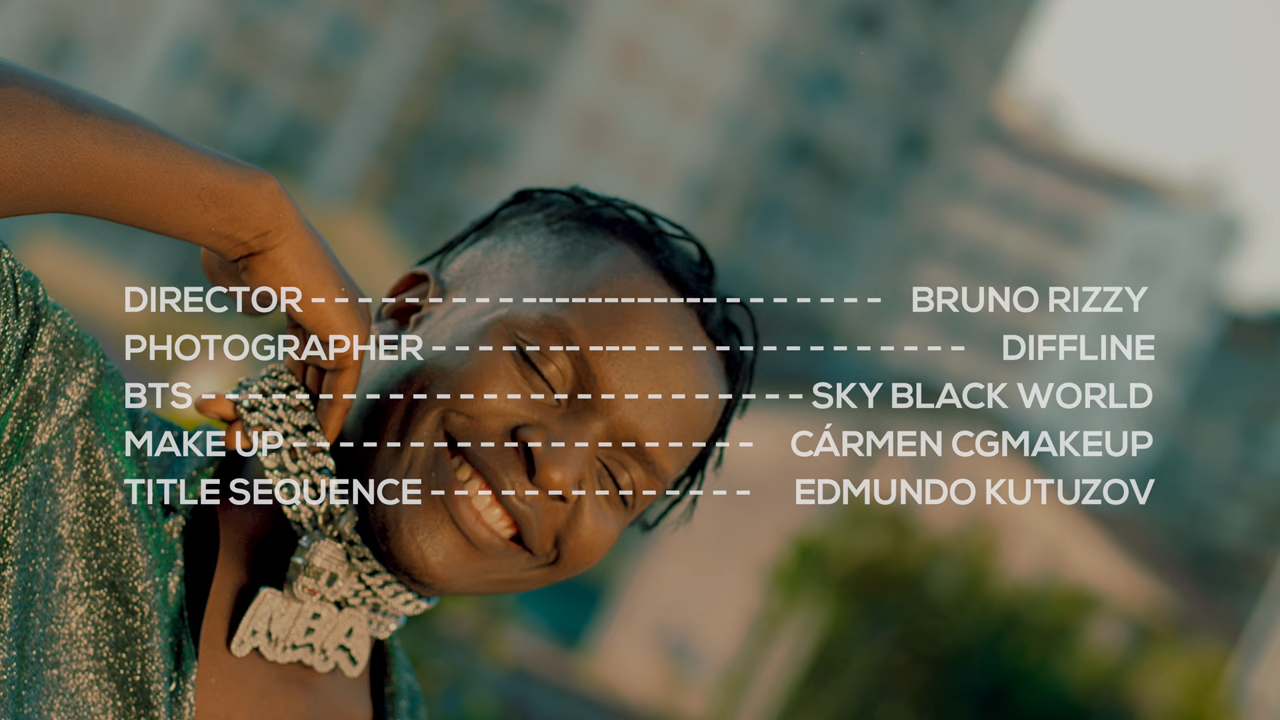 DIRECTOR - - - - - - - - - -------------- - - - - - - - - BRUNO RIZZY
PHOTOGRAPHER - - - - - - - --- - - - - - - - - - - - - - - DIFFLINE
BTS - - - - - - - - - - - - - - - - - - - - - - - - - - SKY BLACK WORLD
MAKE UP - - - - - - - - - - - - - - - - - - - - CÁRMEN CGMAKEUP
TITLE SEQUENCE - - - - - - - - - - - - - - EDMUNDO KUTUZOV